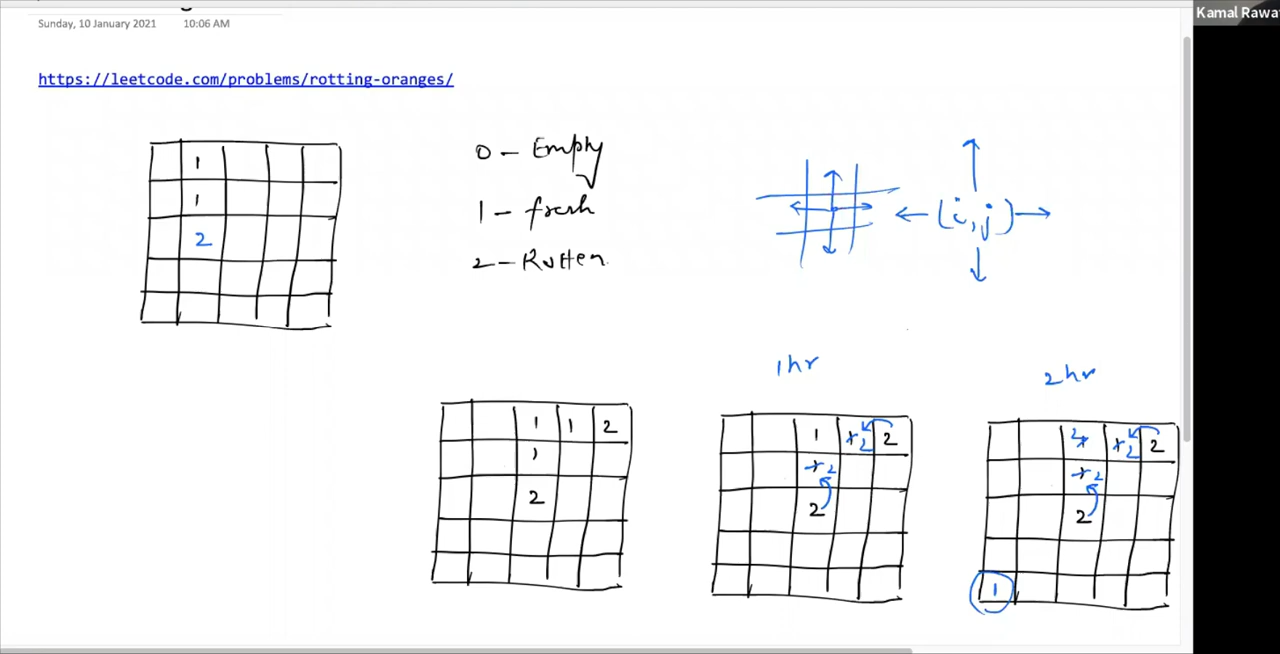 Kamal Rawa
Sunday, 10 January 2021 10:06 AM
https://leetcode.com/problems/rotting-oranges/
0 - Empty
1 - fresh
2 - Rotten
1
1
2
(i,j)
1hr
2hr
1 1 2
1
2
1 2 2
2
2
2 2 2
2
2
1